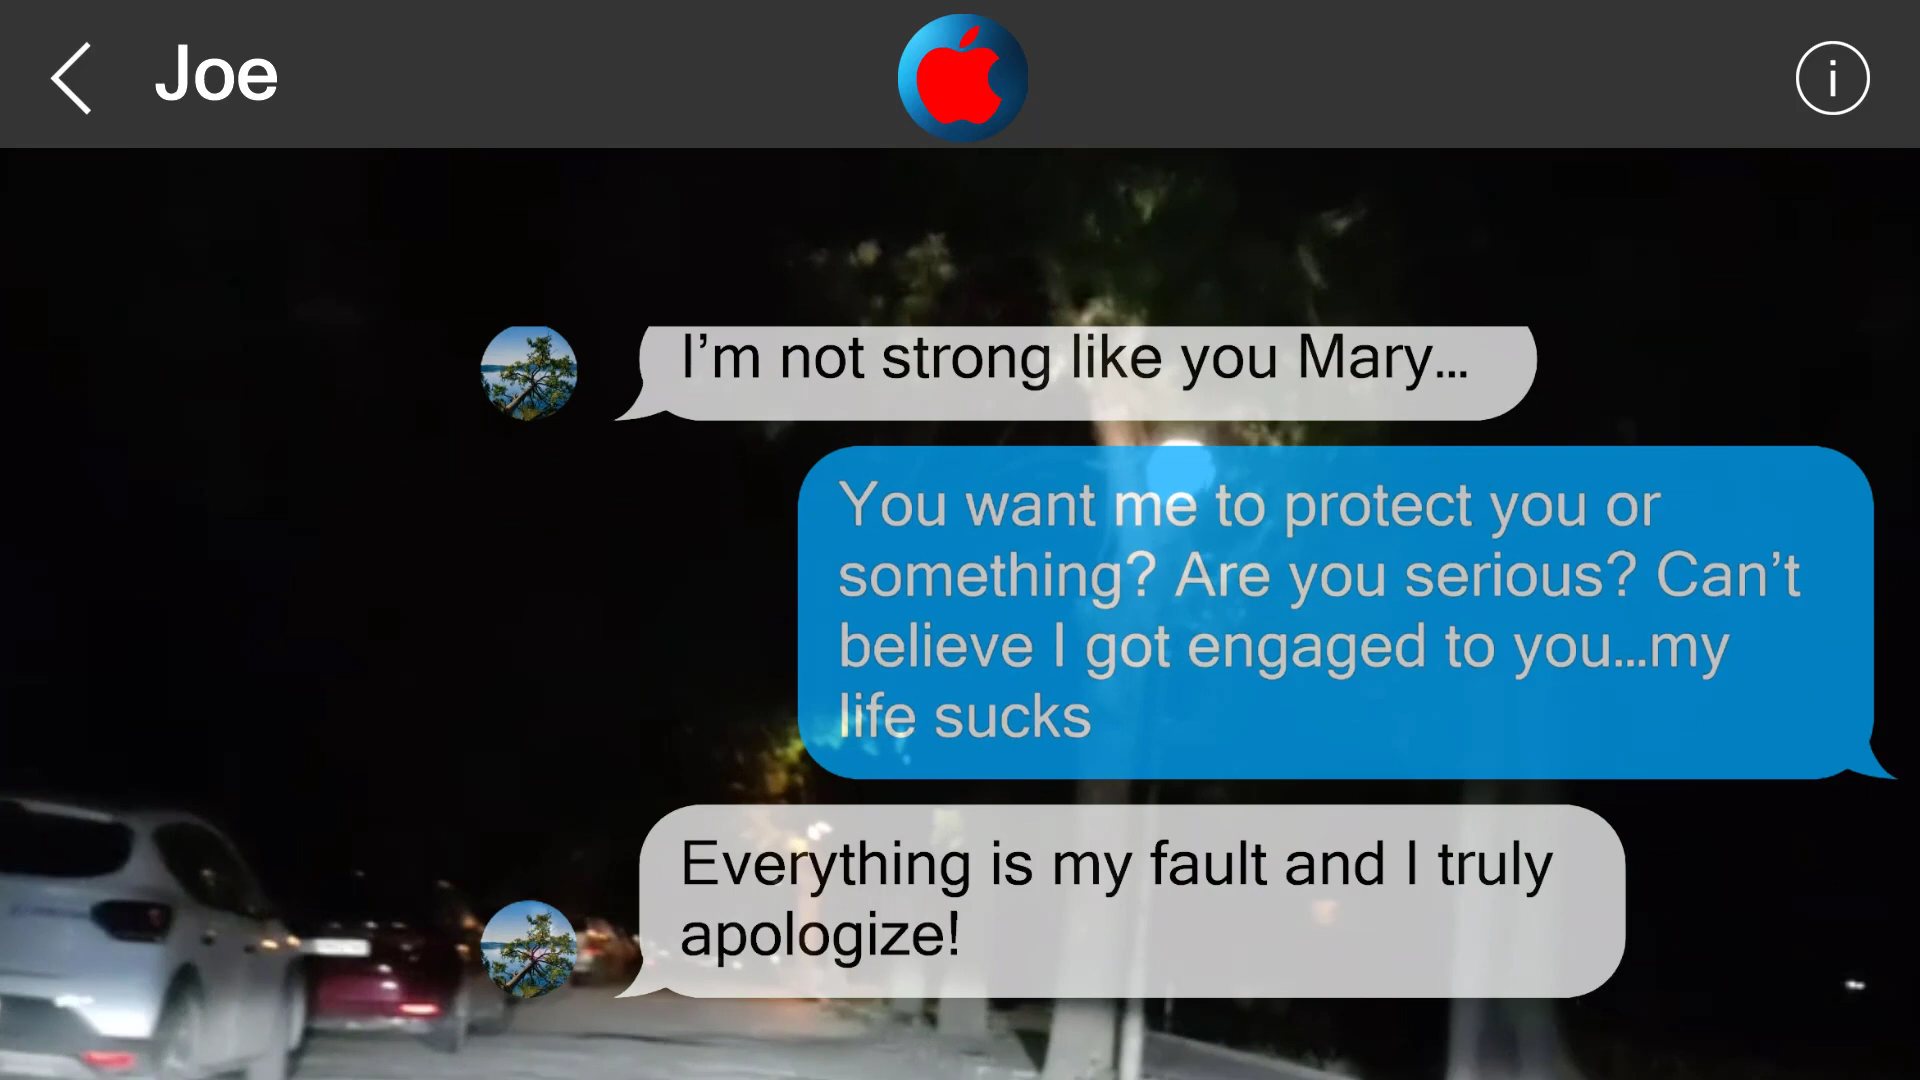 Joe
i
I’m not strong like you Mary...
You want me to protect you or
something? Are you serious? Can’t
believe I got engaged to you...my
life sucks
Everything is my fault and I truly
apologize!